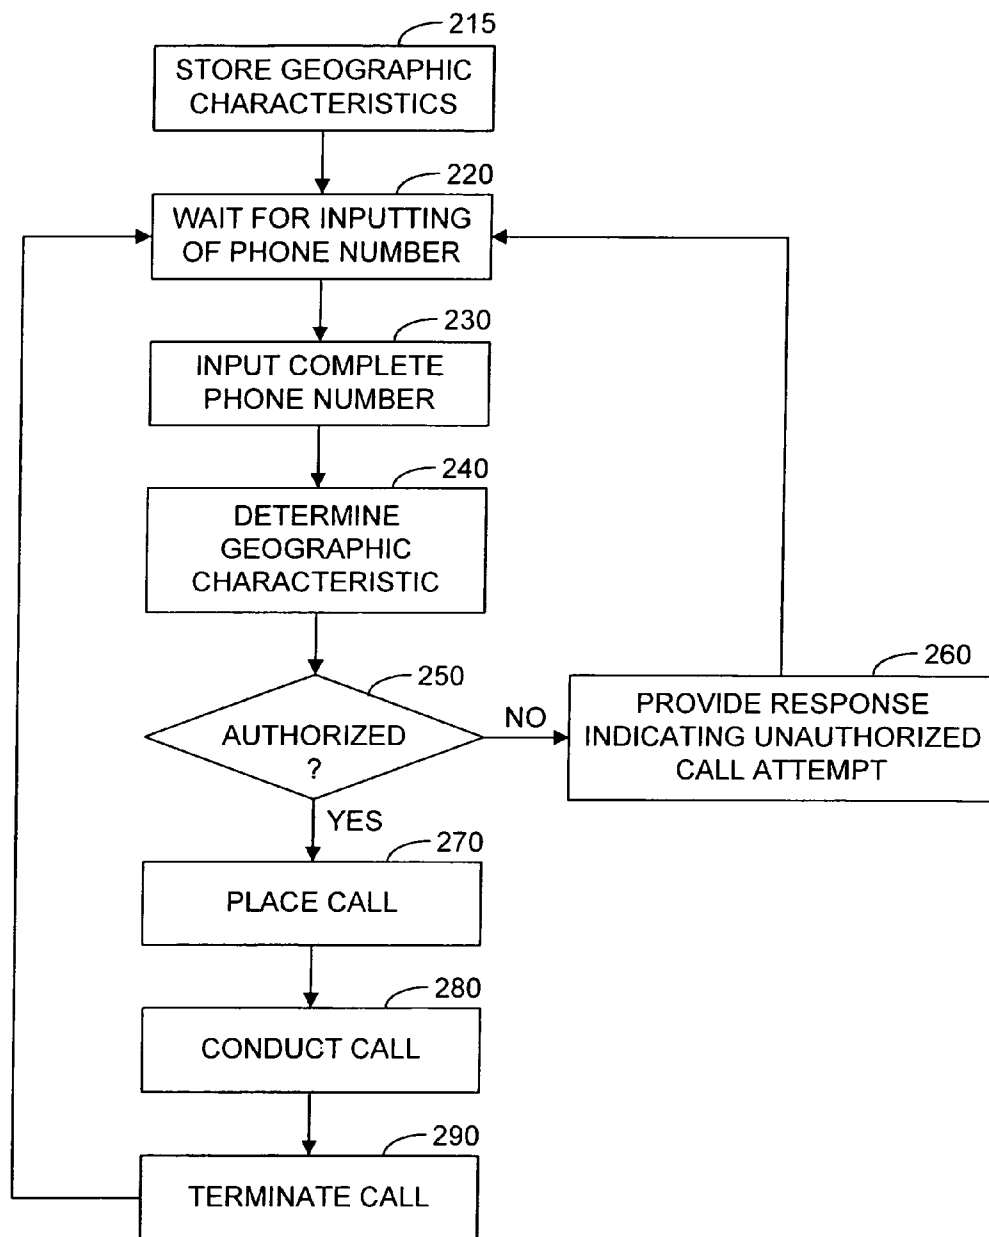 215
STORE GEOGRAPHIC
CHARACTERISTICS
220
WAIT FOR INPUTTING
OF PHONE NUMBER
230
INPUT COMPLETE
PHONE NUMBER
240
DETERMINE
GEOGRAPHIC
CHARACTERISTIC
250
AUTHORIZED
?
NO
260
PROVIDE RESPONSE
INDICATING UNAUTHORIZED
CALL ATTEMPT
YES
270
PLACE CALL
280
CONDUCT CALL
290
TERMINATE CALL